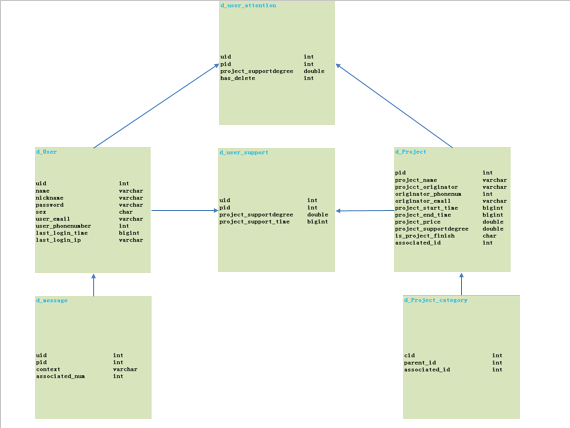 d_user_attention
uid int
pid int
project_supportdegree double
has_delete int
d_User
uid int
name varchar
nickname varchar
password varchar
sex char
user_email varchar
user_phonenumber int
last_login_time bigint
last_login_ip varchar
d_user_support
uid int
pid int
project_supportdegree double
project_support_time bigint
d_Project
pid int
project_name varchar
project_originator varchar
originator_phonenum int
originator_email varchar
project_start_time bigint
project_end_time bigint
project_price double
project_supportdegree double
is_project_finish char
associated_id int
d_message
uid int
pid int
context varchar
associated_num int
d_Project_category
cid int
parent_id int
associated_id int